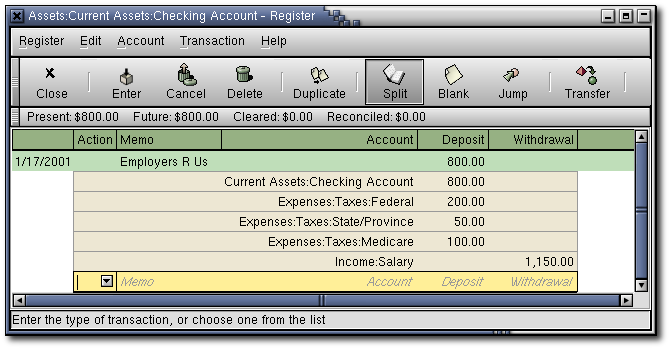 Assets:Current Assets:Checking Account - Register
Register Edit Account Transaction Help
Close Enter Cancel Delete Duplicate Split Blank Jump Transfer
Present: $800.00 Future: $800.00 Cleared: $0.00 Reconciled: $0.00
Action Memo Account Deposit Withdrawal
1/17/2001 Employers R Us 800.00
Current Assets:Checking Account 800.00
Expenses:Taxes:Federal 200.00
Expenses:Taxes:State/Province 50.00
Expenses:Taxes:Medicare 100.00
Income:Salary 1,150.00
Memo Account Deposit Withdrawal
Enter the type of transaction, or choose one from the list